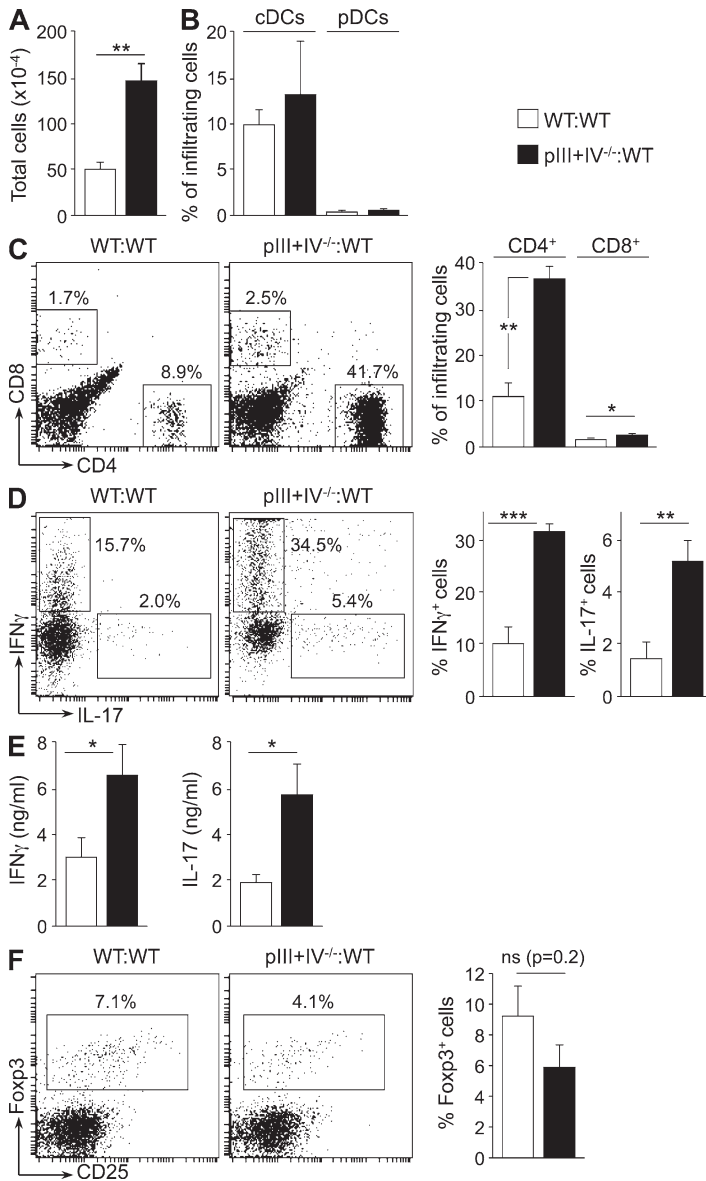 A
Total cells (x10-4)
200
150
100
50
0
**
B
% of infiltrating cells
20
15
10
5
0
cDCs pDCs
WT:WT
pIII+IV-/-:WT
C
WT:WT
1.7%
8.9%
CD8
CD4
pIII+IV-/-:WT
2.5%
41.7%
% of infiltrating cells
40
30
20
10
0
CD4+ CD8+
**
*
D
WT:WT
15.7%
2.0%
IFNγ
IL-17
pIII+IV-/-:WT
34.5%
5.4%
% IFNγ+ cells
30
20
10
0
***
% IL-17+ cells
6
4
2
0
**
E
IFNγ (ng/ml)
8
6
4
2
0
*
IL-17 (ng/ml)
8
6
4
2
0
*
F
WT:WT
7.1%
Foxp3
CD25
pIII+IV-/-:WT
4.1%
ns (p=0.2)
% Foxp3+ cells
12
10
8
6
4
0.2
0